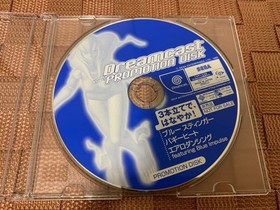 Dreamcast
PROMOTION DISK
SEGA
3本立てで、
はなやか!
ブルー スティンガー
バギーヒート
エアロダンシング
featuring Blue Impulse
PROMOTION DISK